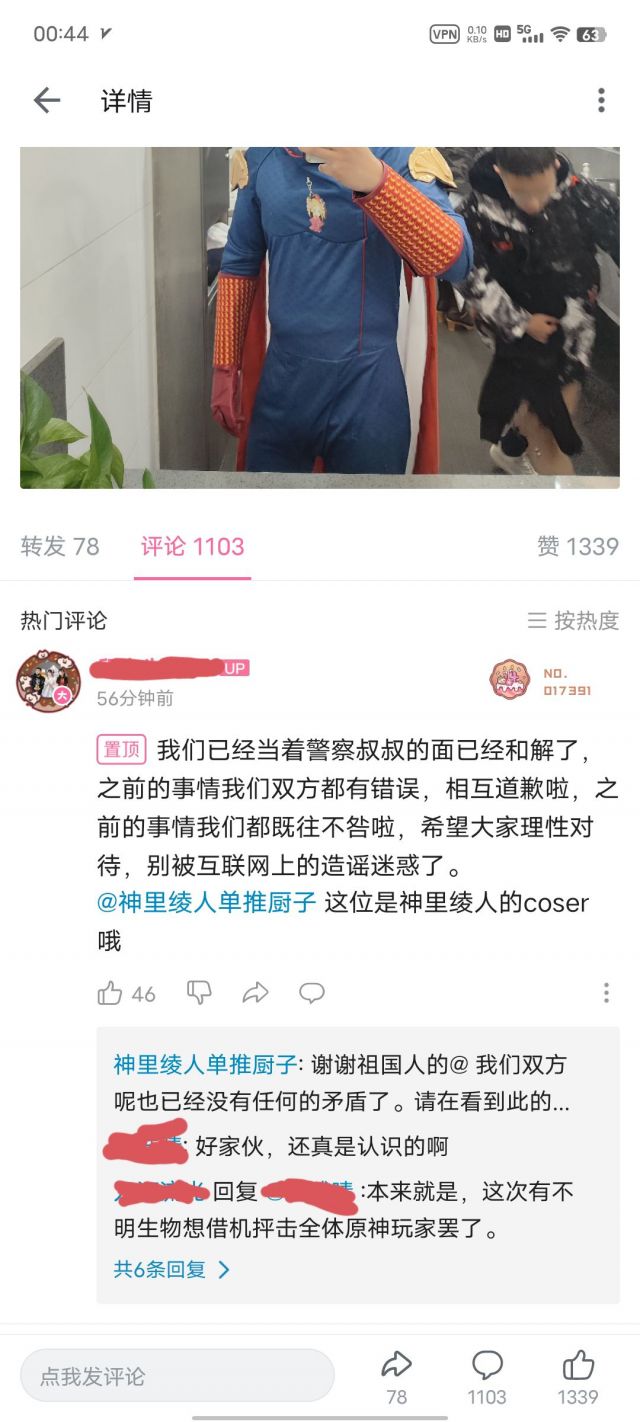 00:44
VPN 0.10 KB/s HD 5G 63
详情
转发 78 评论 1103 赞 1339
热门评论 按热度
UP
56分钟前
大
NO.
017391
置顶 我们已经当着警察叔叔的面已经和解了，
之前的事情我们双方都有错误，相互道歉啦，之
前的事情我们都既往不咎啦，希望大家理性对
待，别被互联网上的造谣迷惑了。
@神里绫人单推厨子 这位是神里绫人的coser
哦
46
神里绫人单推厨子: 谢谢祖国人的@ 我们双方
呢也已经没有任何的矛盾了。请在看到此的...
: 好家伙，还真是认识的啊
回复 :本来就是，这次有不
明生物想借机抨击全体原神玩家罢了。
共6条回复
点我发评论
78 1103 1339